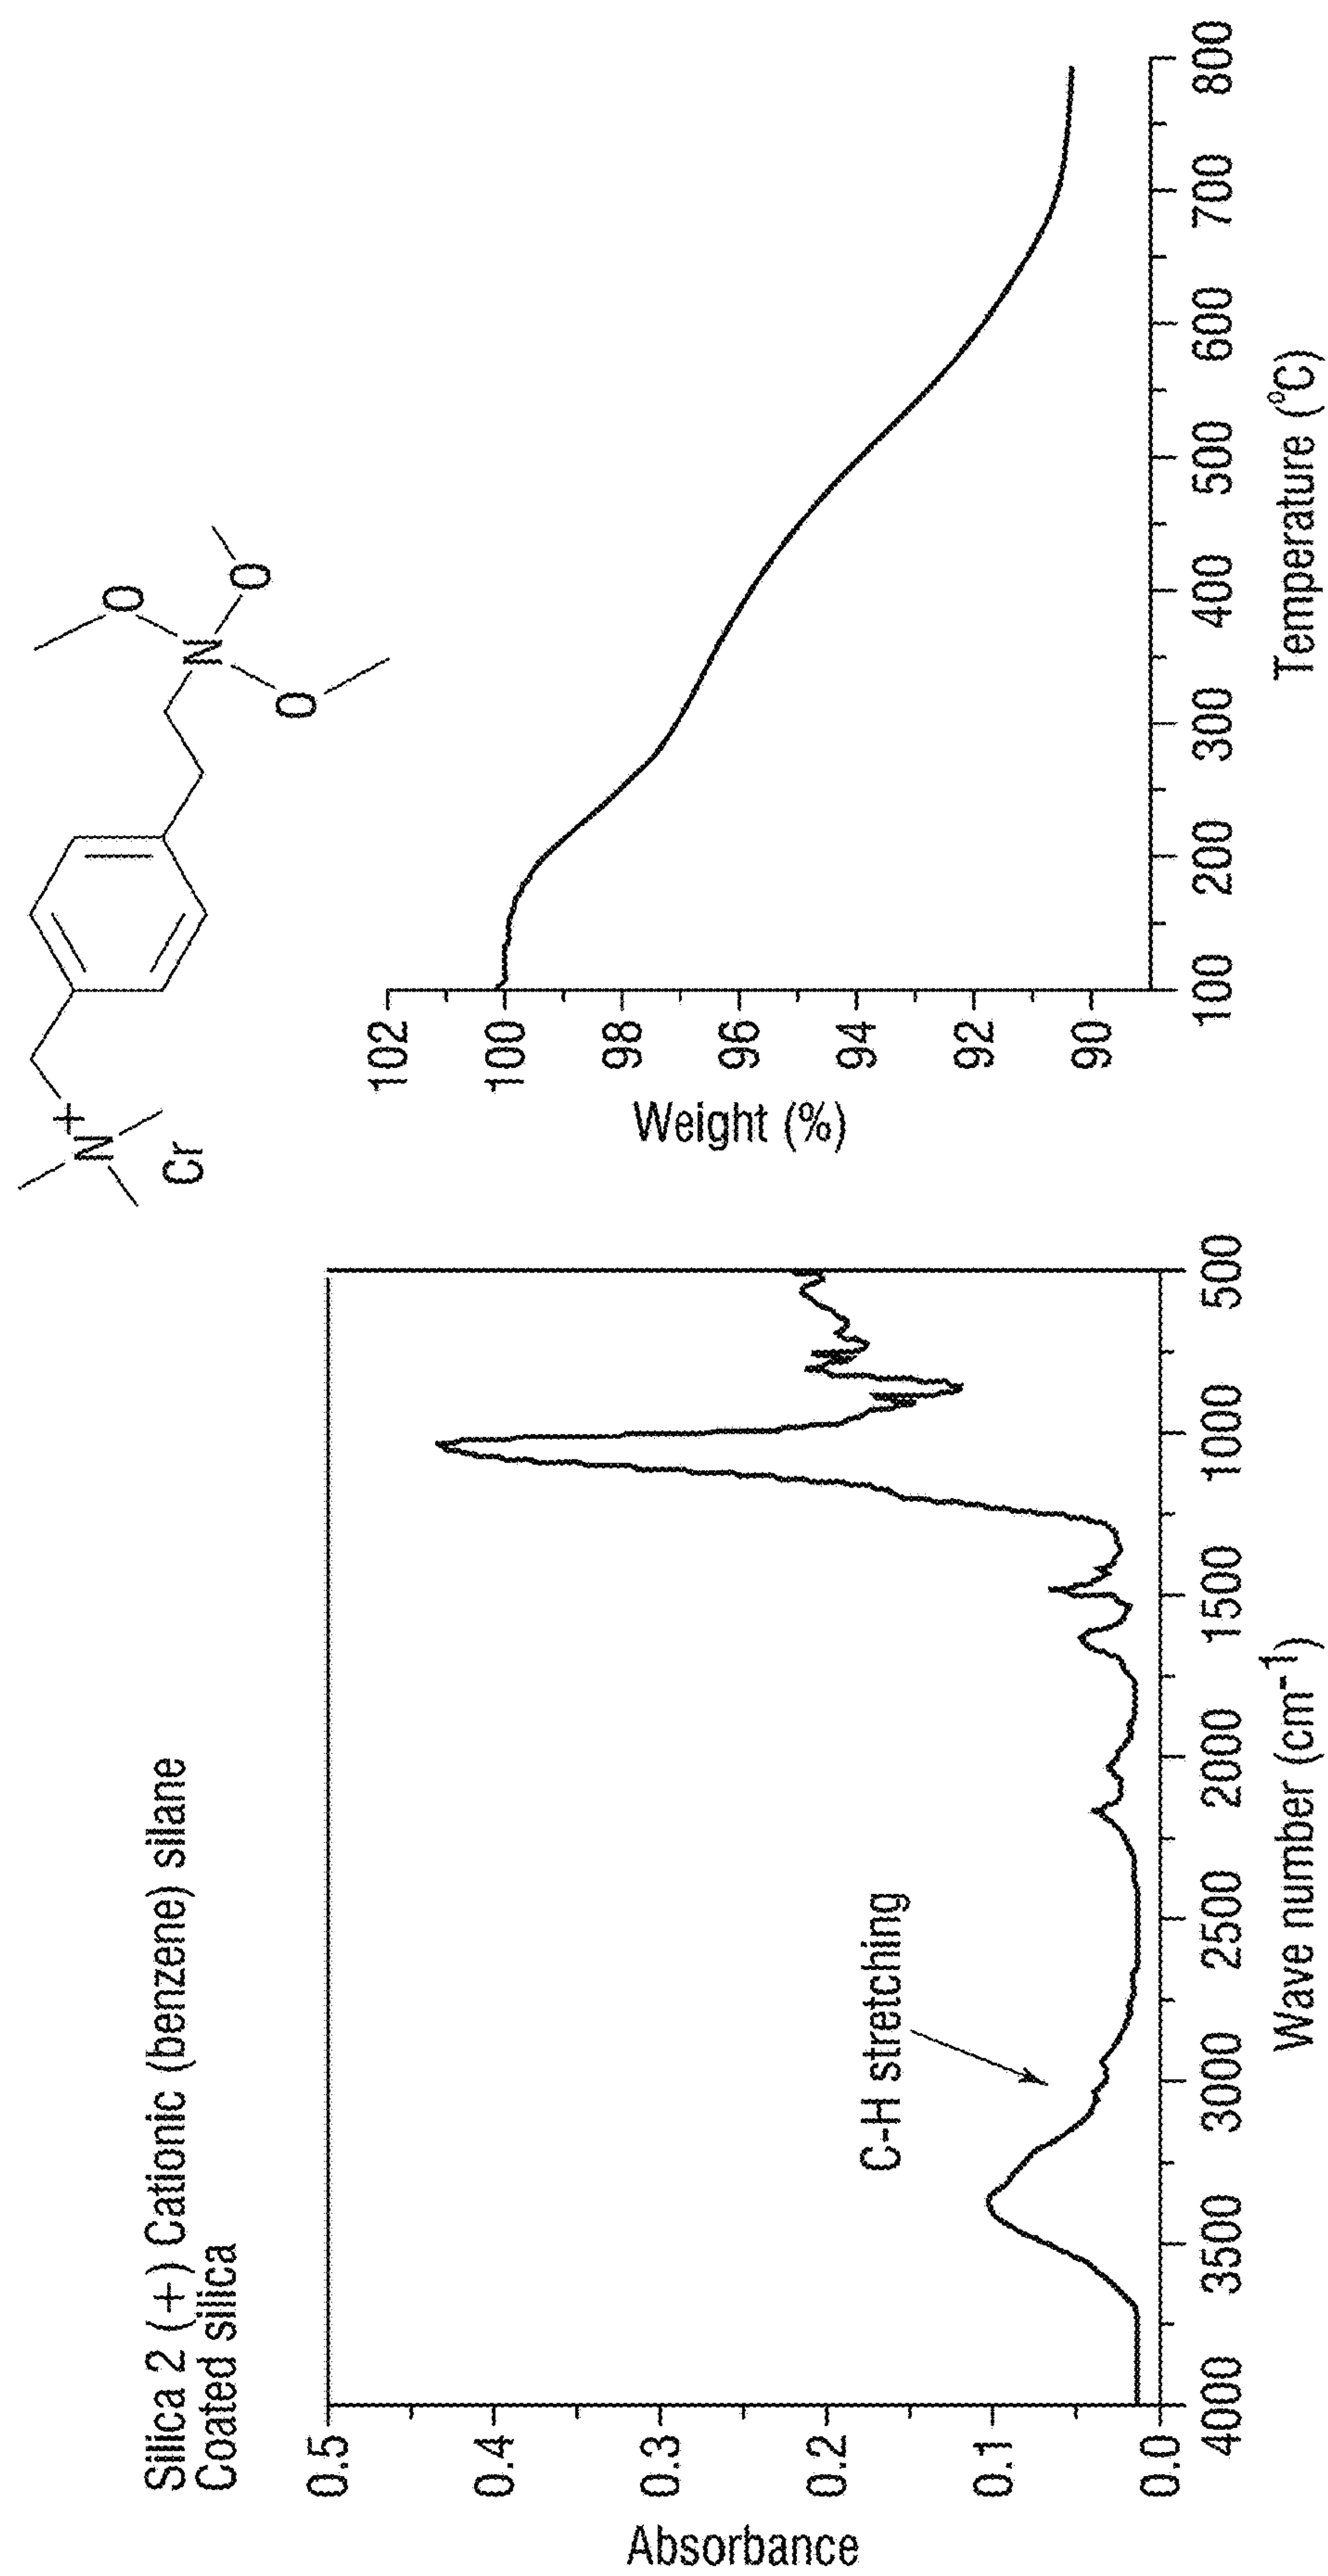 Silica 2 (+) Cationic (benzene) silane
Coated silica
Absorbance
0.5
0.4
0.3
0.2
0.1
0.0
C-H stretching
4000 3500 3000 2500 2000 1500 1000 500
Wave number (cm⁻¹)
N+
Cr
N
O
O
O
Weight (%)
102
100
98
96
94
92
90
100 200 300 400 500 600 700 800
Temperature (°C)